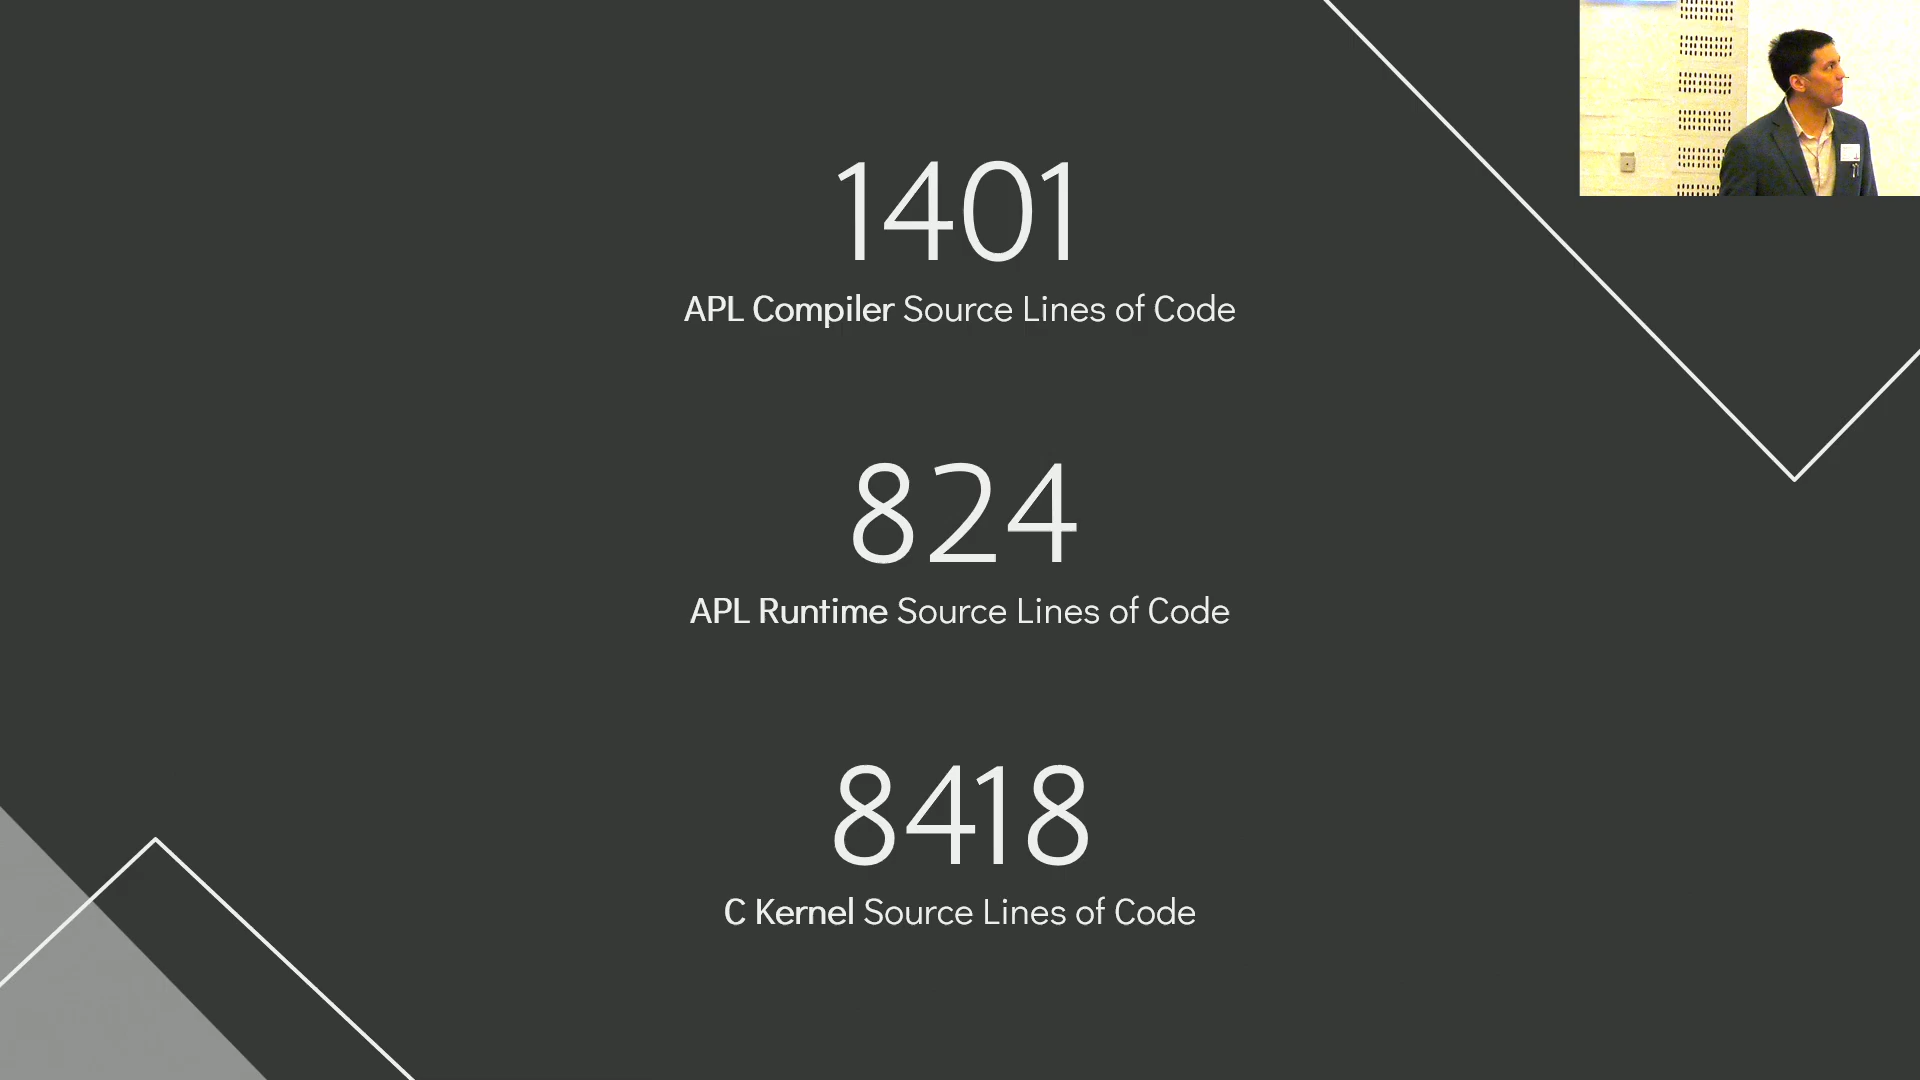 1401
APL Compiler Source Lines of Code
824
APL Runtime Source Lines of Code
8418
C Kernel Source Lines of Code